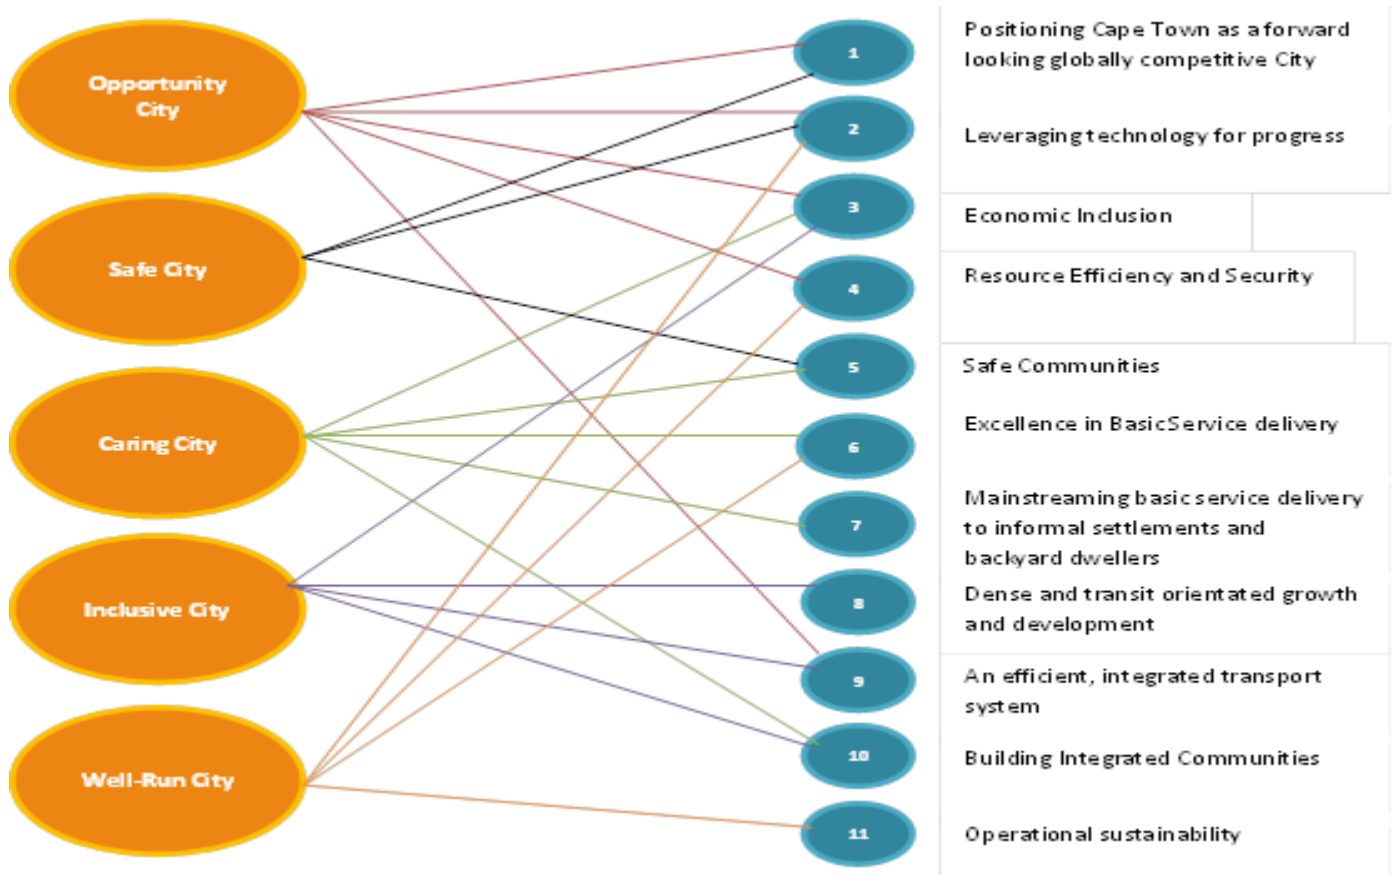 Opportunity
City
Safe City
Caring City
Inclusive City
Well-Run City
1
2
3
4
5
6
7
8
9
10
11
Positioning Cape Town as a forward
looking globally competitive City
Leveraging technology for progress
Economic Inclusion
Resource Efficiency and Security
Safe Communities
Excellence in Basic Service delivery
Mainstreaming basic service delivery
to informal settlements and
backyard dwellers
Dense and transit orientated growth
and development
An efficient, integrated transport
system
Building Integrated Communities
Operational sustainability